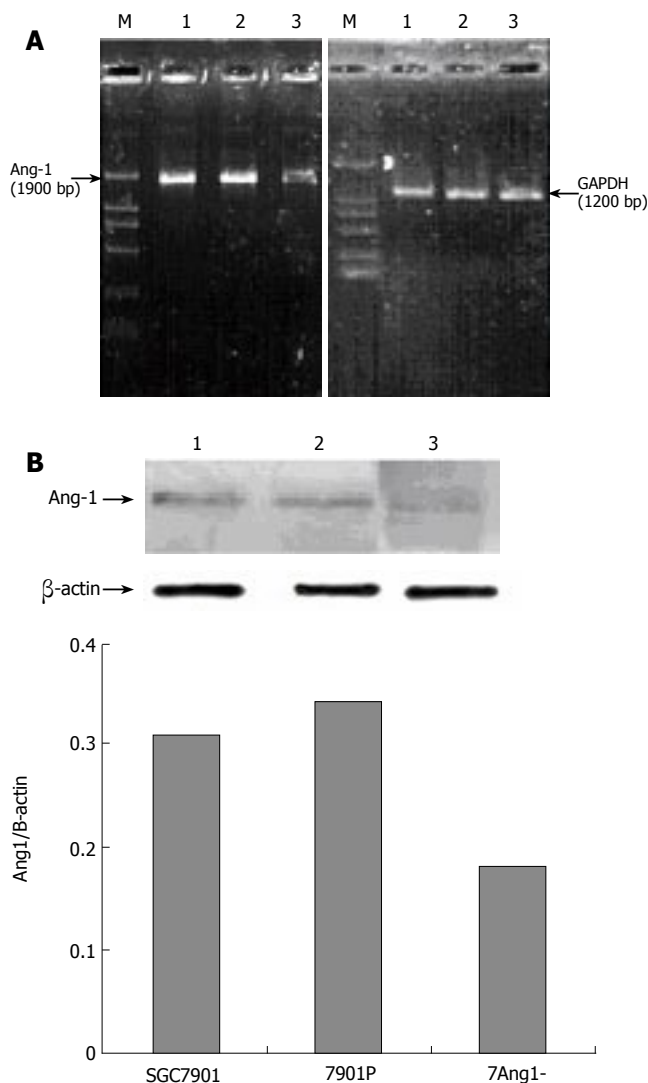 A
M 1 2 3
M 1 2 3
Ang-1
(1900 bp)
GAPDH
(1200 bp)
B
1 2 3
Ang-1
β-actin
0.4
0.3
0.2
0.1
0
Ang1/B-actin
SGC7901 7901P 7Ang1-